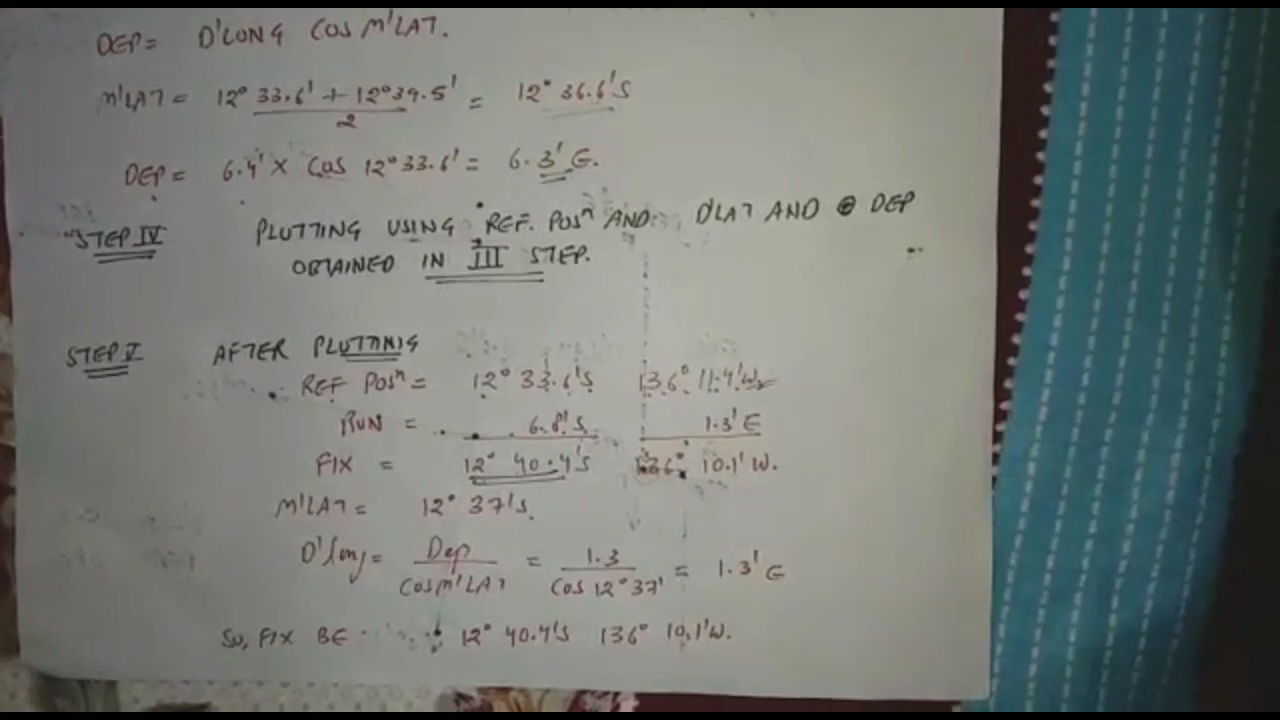 DEP = D'LONG COS M'LAT.
M'LAT = 12° 33.6' + 12° 39.5' / 2 = 12° 36.6'S
DEP = 6.4' × COS 12° 33.6' = 6.3' E.
STEP IV PLOTTING USING REF. POSⁿ AND D'LAT AND DEP
OBTAINED IN III STEP.
STEP V AFTER PLOTTING
REF POSⁿ = 12° 33.6'S 136° 11.4'W
RUN = 6.8'S 1.3' E
FIX = 12° 40.4'S 136° 10.1' W.
M'LAT = 12° 37'S.
D'long = Dep / COS M'LAT = 1.3 / COS 12° 37' = 1.3' E
So, FIX BE 12° 40.4'S 136° 10.1'W.